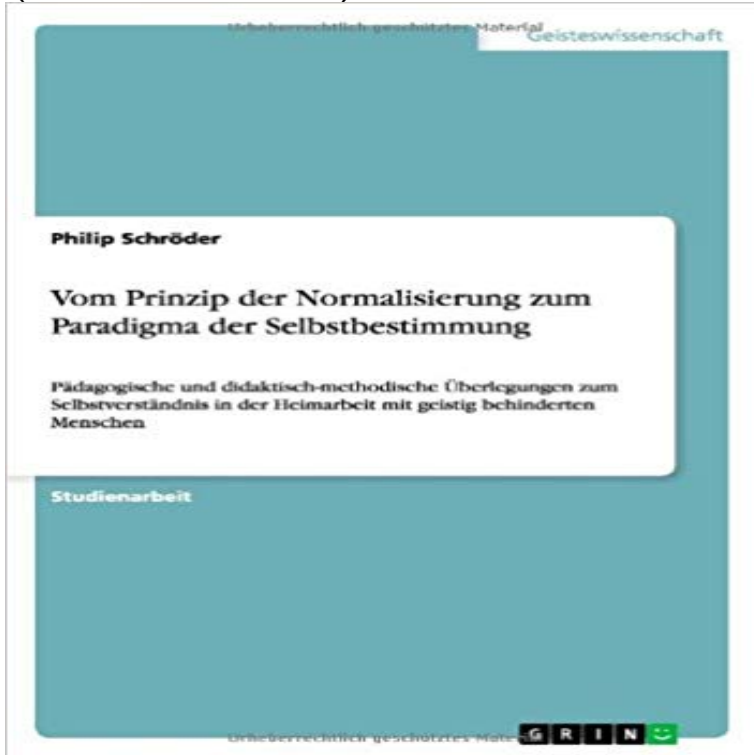 Urheberrechtlich geschütztes Material
Geisteswissenschaft
Philip Schröder
Vom Prinzip der Normalisierung zum
Paradigma der Selbstbestimmung
Pädagogische und didaktisch-methodische Überlegungen zum
Selbstverständnis in der Heimarbeit mit geistig behinderten
Menschen
Studienarbeit
Urheberrechtlich geschütztes
GRIN